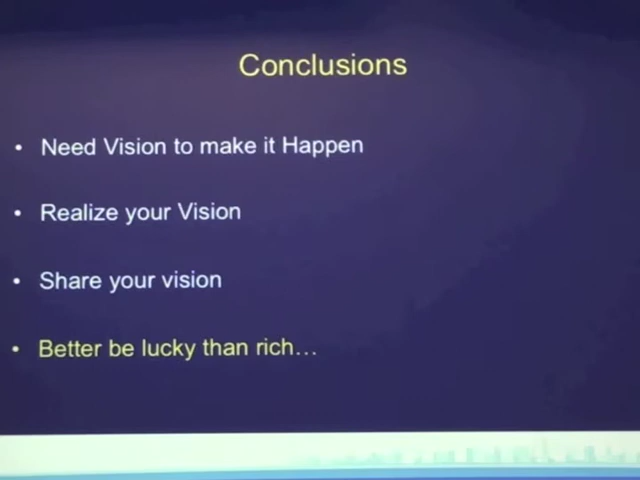 Conclusions
• Need Vision to make it Happen
• Realize your Vision
• Share your vision
• Better be lucky than rich…